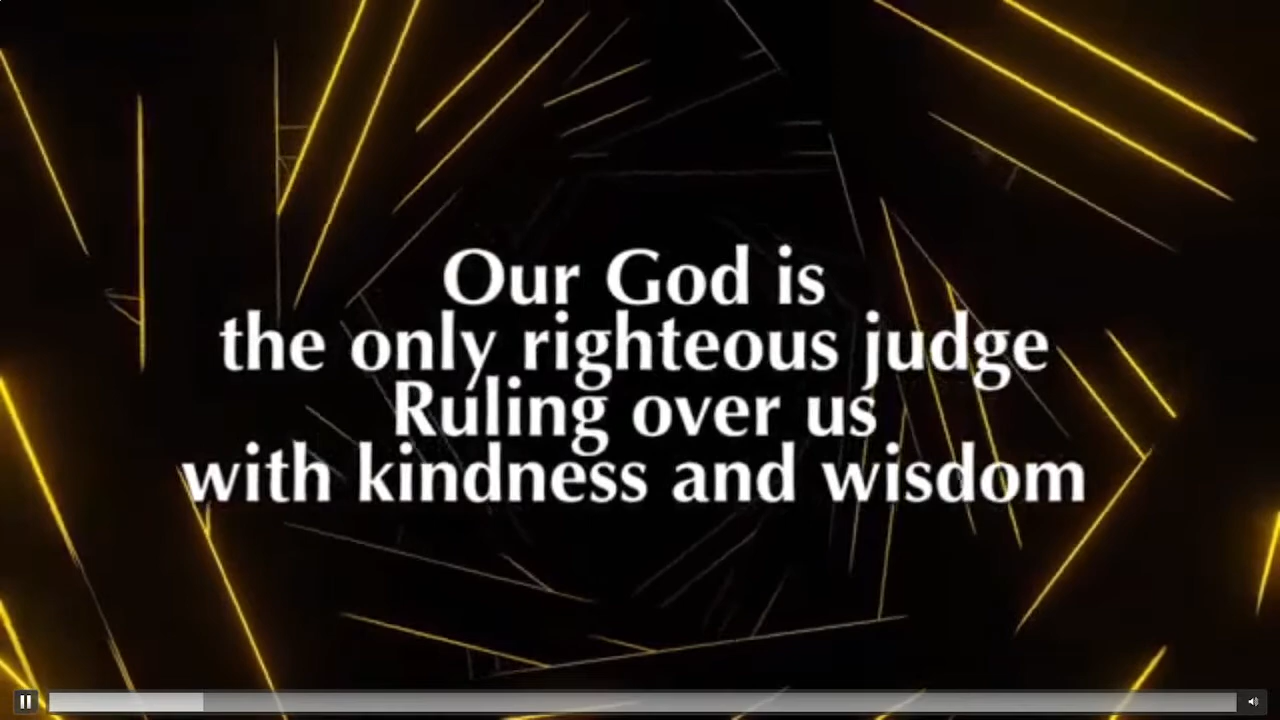 Our God is
the only righteous judge
Ruling over us
with kindness and wisdom